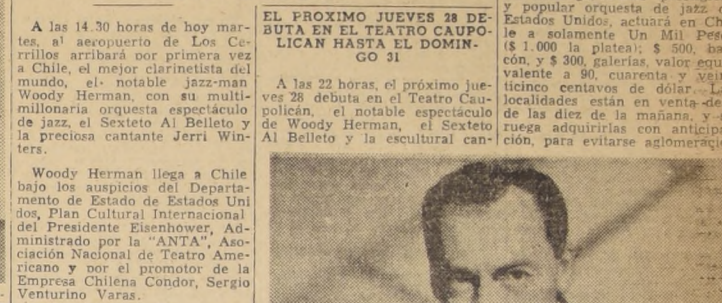 A las 14.30 horas de hoy mar-
tes, al aeropuerto de Los Ce-
rrillos arribará por primera vez
a Chile, el mejor clarinetista del
mundo, el notable jazz-man
Woody Herman, con su multi-
millonaria orquesta espectáculo
de jazz, el Sexteto Al Belleto y
la preciosa cantante Jerri Win-
ters.
Woody Herman llega a Chile
bajo los auspicios del Departa-
mento de Estado de Estados Uni
dos, Plan Cultural Internacional
del Presidente Eisenhower, Ad-
ministrado por la "ANTA", Aso-
ciación Nacional de Teatro Ame-
ricano y por el promotor de la
Empresa Chilena Condor, Sergio
Venturino Varas.
EL PROXIMO JUEVES 28 DE-
BUTA EN EL TEATRO CAUPO-
LICAN HASTA EL DOMIN-
GO 31
A las 22 horas, el próximo jue-
ves 28 debuta en el Teatro Cau-
policán, el notable espectáculo
de Woody Herman, el Sexteto
Al Belleto y la escultural can-
y popular orquesta de jazz
Estados Unidos, actuará en
le a solamente Un Mil
($ 1.000 la platea); $ 500,
cón, y $ 300, galerías, valor
valente a 90, cuarenta y
ticinco centavos de dólar.
localidades están en venta
de las diez de la mañana, y
ruega adquirirlas con
ción, para evitarse